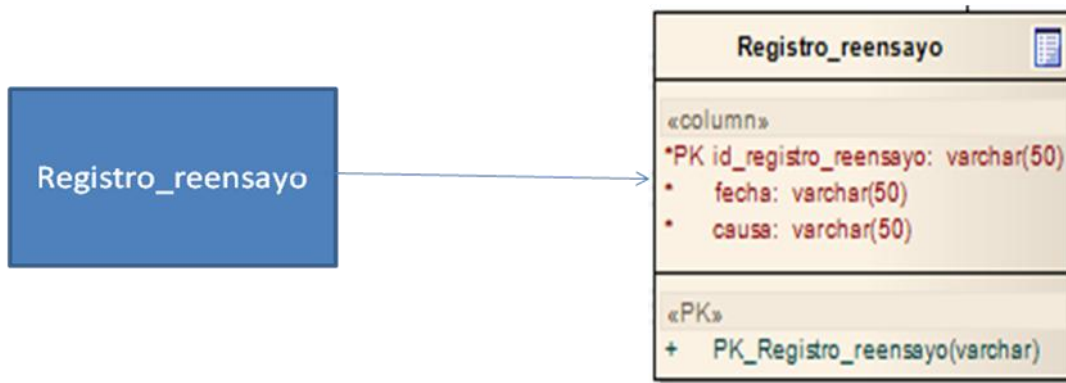 Registro_reensayo
Registro_reensayo
«column»
*PK id_registro_reensayo: varchar(50)
* fecha: varchar(50)
* causa: varchar(50)
«PK»
+ PK_Registro_reensayo(varchar)